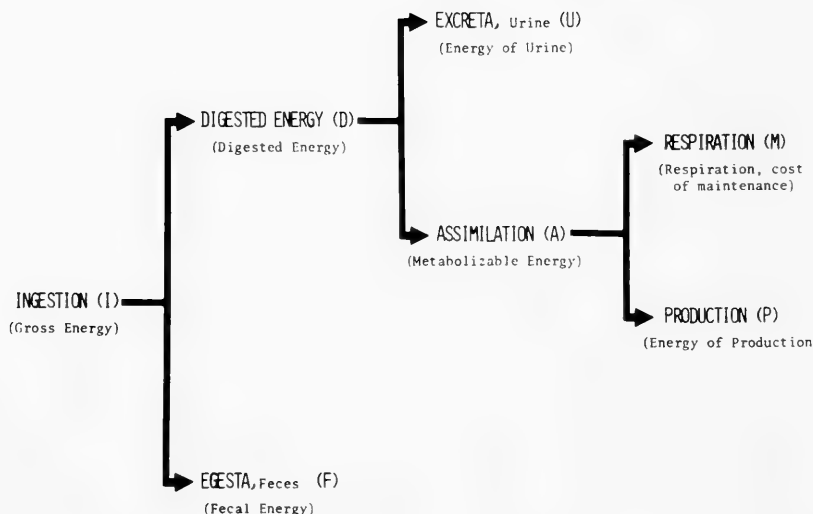 EXCRETA, Urine (U)
(Energy of Urine)
DIGESTED ENERGY (D)
(Digested Energy)
RESPIRATION (M)
(Respiration, cost
of maintenance)
ASSIMILATION (A)
(Metabolizable Energy)
INGESTION (I)
(Gross Energy)
PRODUCTION (P)
(Energy of Production
EGESTA, Feces (F)
(Fecal Energy)